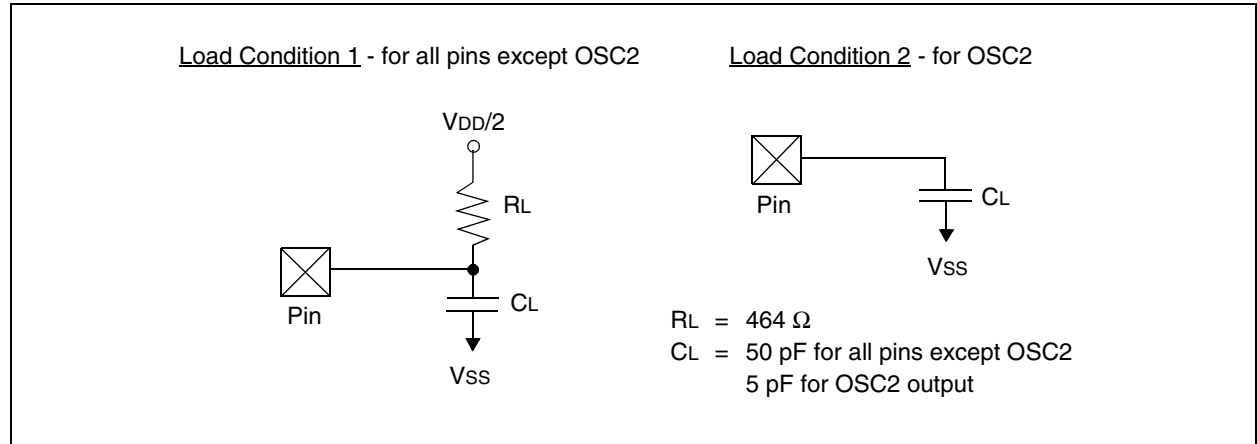 Load Condition 1 - for all pins except OSC2
VDD/2
RL
Pin
CL
VSS
Load Condition 2 - for OSC2
Pin
CL
VSS
RL = 464 Ω
CL = 50 pF for all pins except OSC2
5 pF for OSC2 output